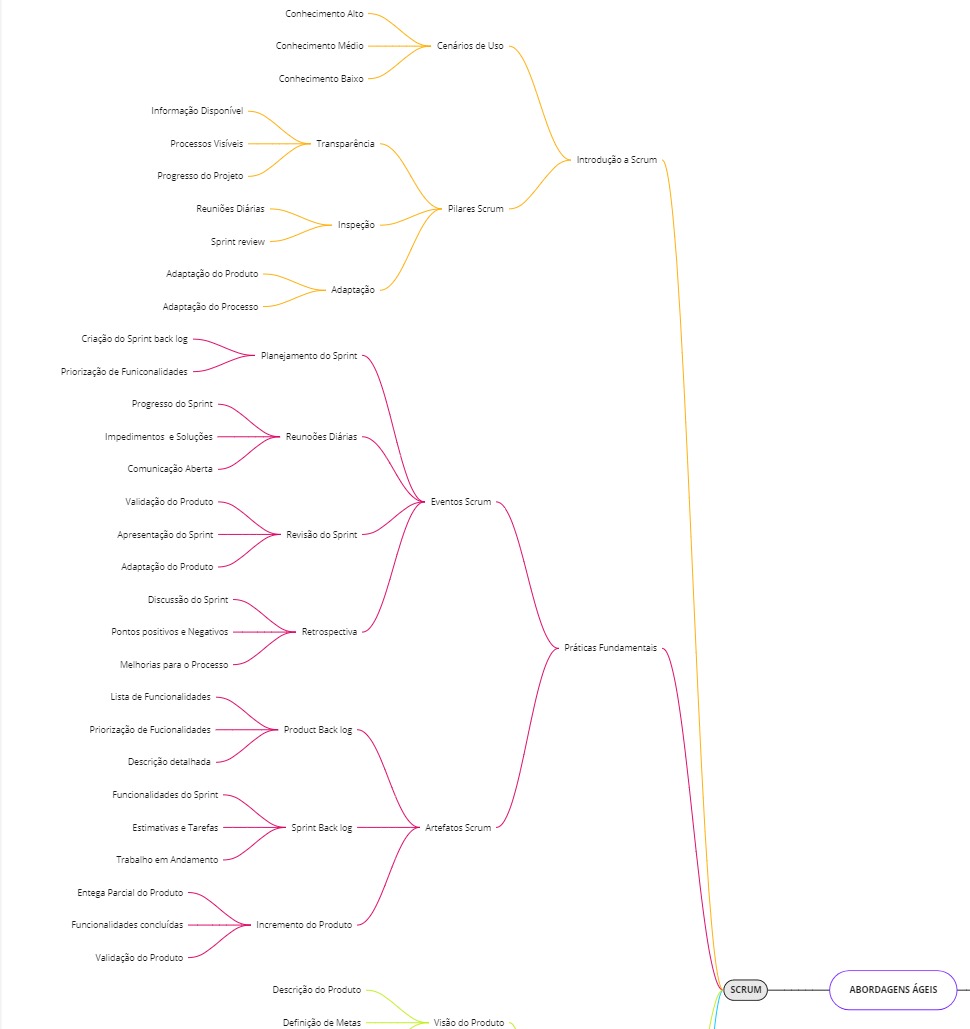 Conhecimento Alto
Conhecimento Médio
Cenários de Uso
Conhecimento Baixo
Informação Disponível
Processos Visíveis
Transparência
Introdução a Scrum
Progresso do Projeto
Reuniões Diárias
Pilares Scrum
Inspeção
Sprint review
Adaptação do Produto
Adaptação
Adaptação do Processo
Criação do Sprint back log
Planejamento do Sprint
Priorização de Funiconalidades
Progresso do Sprint
Impedimentos e Soluções
Reunoões Diárias
Comunicação Aberta
Validação do Produto
Eventos Scrum
Apresentação do Sprint
Revisão do Sprint
Adaptação do Produto
Discussão do Sprint
Pontos positivos e Negativos
Retrospectiva
Práticas Fundamentais
Melhorias para o Processo
Lista de Funcionalidades
Priorização de Fucionalidades
Product Back log
Descrição detalhada
Funcionalidades do Sprint
Estimativas e Tarefas
Sprint Back log
Artefatos Scrum
Trabalho em Andamento
Entega Parcial do Produto
Funcionalidades concluídas
Incremento do Produto
Validação do Produto
SCRUM
ABORDAGENS ÁGEIS
Descrição do Produto
Definição de Metas
Visão do Produto